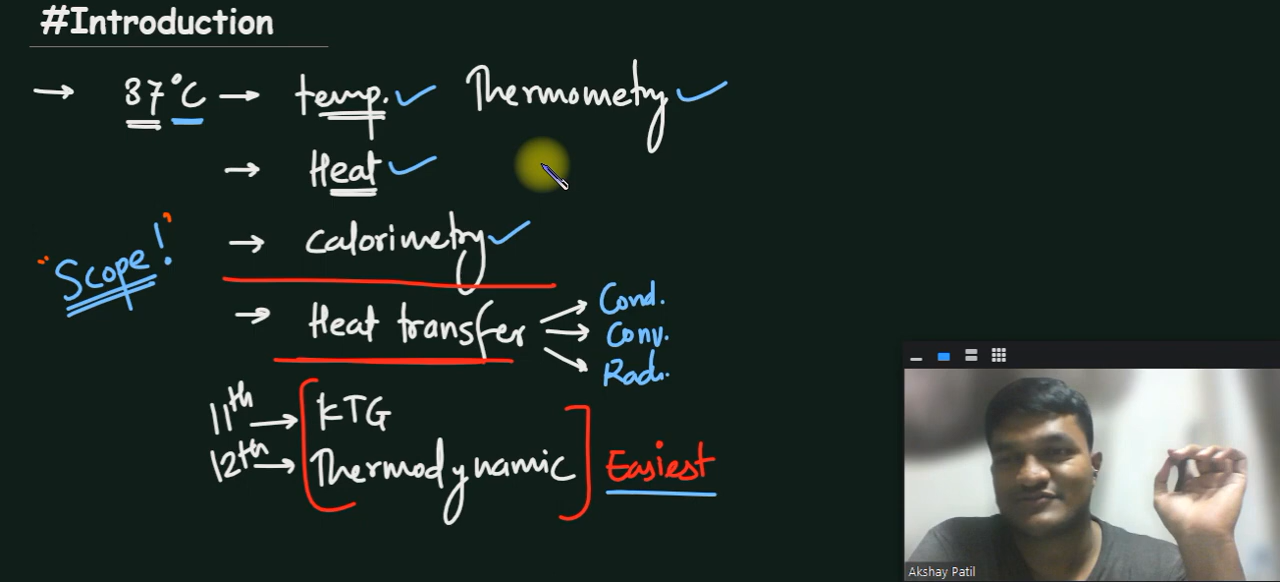 #Introduction
→ 37°C → temp. ✓ Thermometry ✓
→ Heat ✓
→ Calorimetry ✓
"Scope!"
→ Heat transfer → Cond.
→ Conv.
→ Rad.
11th → KTG
12th → Thermodynamic
Easiest
Akshay Patil